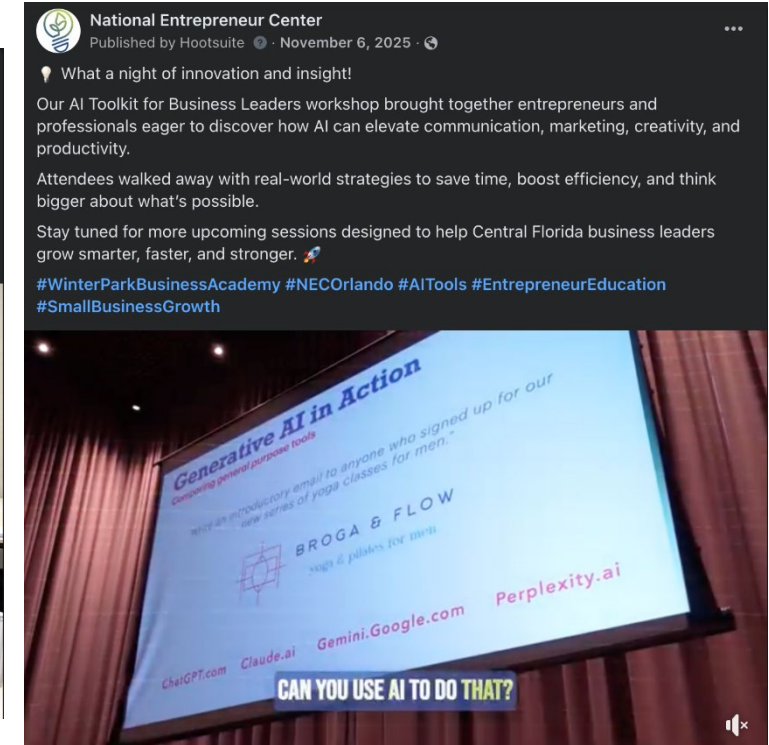 National Entrepreneur Center
Published by Hootsuite · November 6, 2025 ·
What a night of innovation and insight!
Our AI Toolkit for Business Leaders workshop brought together entrepreneurs and
professionals eager to discover how AI can elevate communication, marketing, creativity, and
productivity.
Attendees walked away with real-world strategies to save time, boost efficiency, and think
bigger about what's possible.
Stay tuned for more upcoming sessions designed to help Central Florida business leaders
grow smarter, faster, and stronger. 🚀
#WinterParkBusinessAcademy #NECOrlando #AITools #EntrepreneurEducation
#SmallBusinessGrowth
Generative AI in Action
Comparing general purpose tools
"Write an introductory email to anyone who signed up for our
new series of yoga classes for men."
BROGA & FLOW
yoga & pilates for men
ChatGPT.com Claude.ai Gemini.Google.com Perplexity.ai
CAN YOU USE AI TO DO THAT?